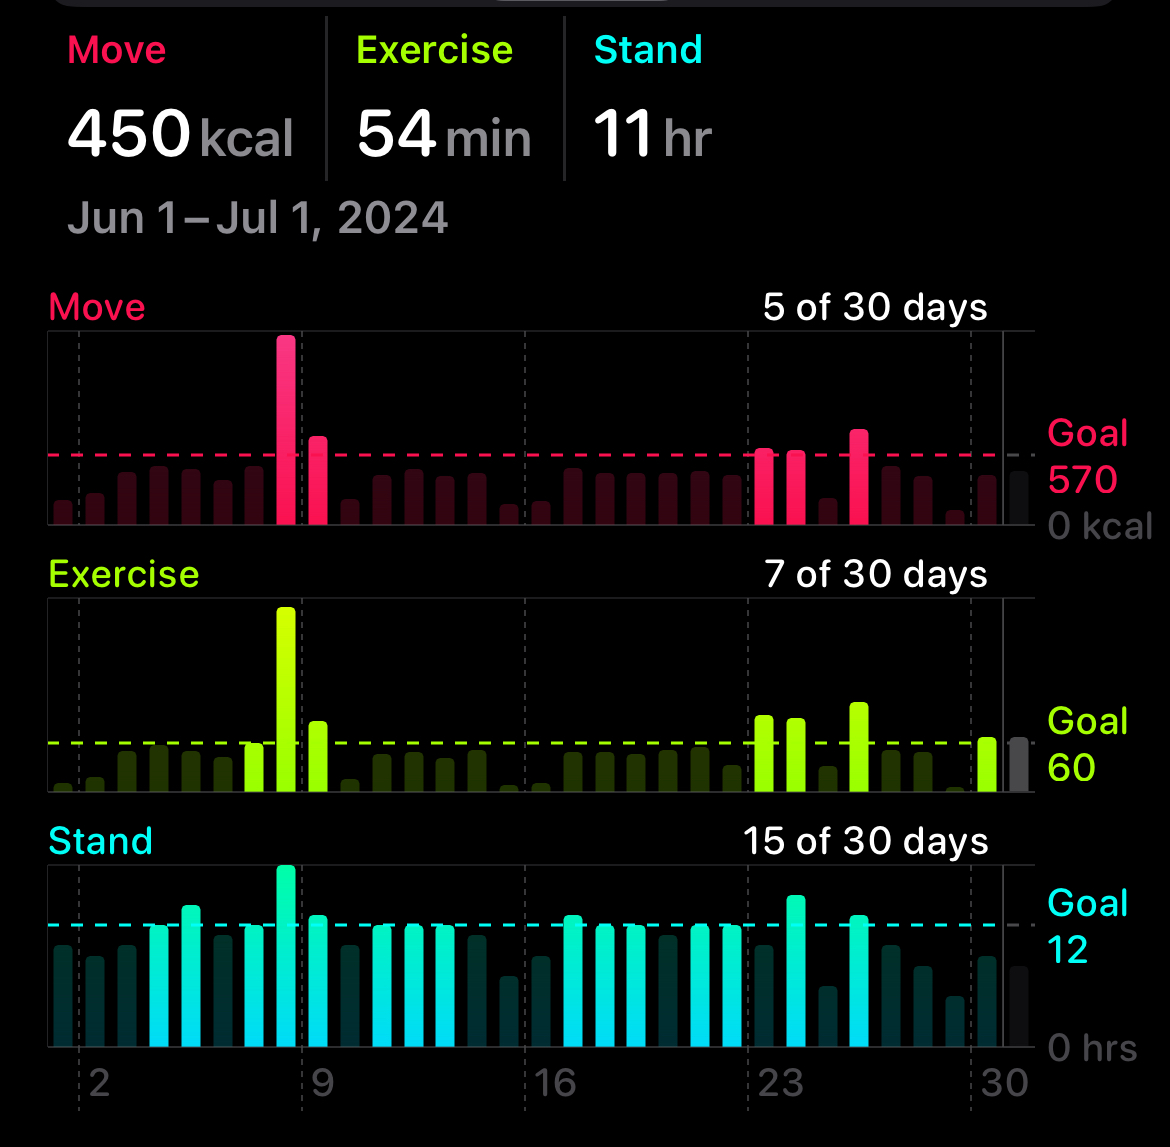 Move Exercise Stand
450 kcal 54 min 11 hr
Jun 1–Jul 1, 2024
Move 5 of 30 days
Goal
570
0 kcal
Exercise 7 of 30 days
Goal
60
Stand 15 of 30 days
Goal
12
0 hrs
2 9 16 23 30